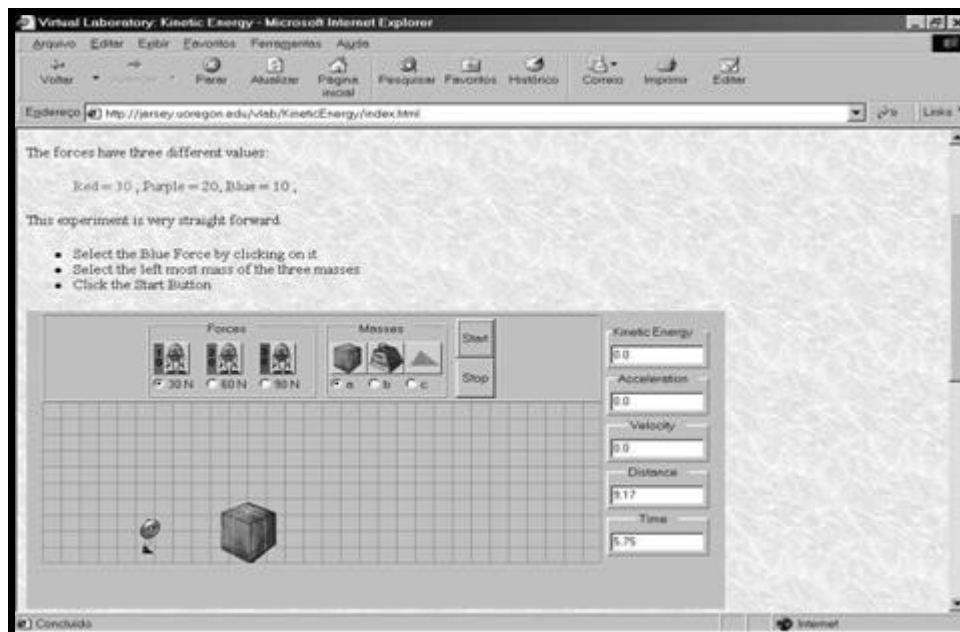 Virtual Laboratory: Kinetic Energy - Microsoft Internet Explorer
Arquivo Editar Exibir Favoritos Ferramentas Ajuda
Voltar Parar Atualizar Página inicial Pesquisar Favoritos Histórico Correio Imprimir Editar
Endereço http://jersey.uoregon.edu/vlab/KineticEnergy/index.html Links
The forces have three different values:
Red = 30 , Purple = 20, Blue = 10 ,
This experiment is very straight forward
• Select the Blue Force by clicking on it
• Select the left most mass of the three masses
• Click the Start Button
Forces Masses
Start
Stop
30 N 60 N 90 N a b c
Kinetic Energy
0.0
Acceleration
0.0
Velocity
0.0
Distance
9.17
Time
5.75
Concluído Internet